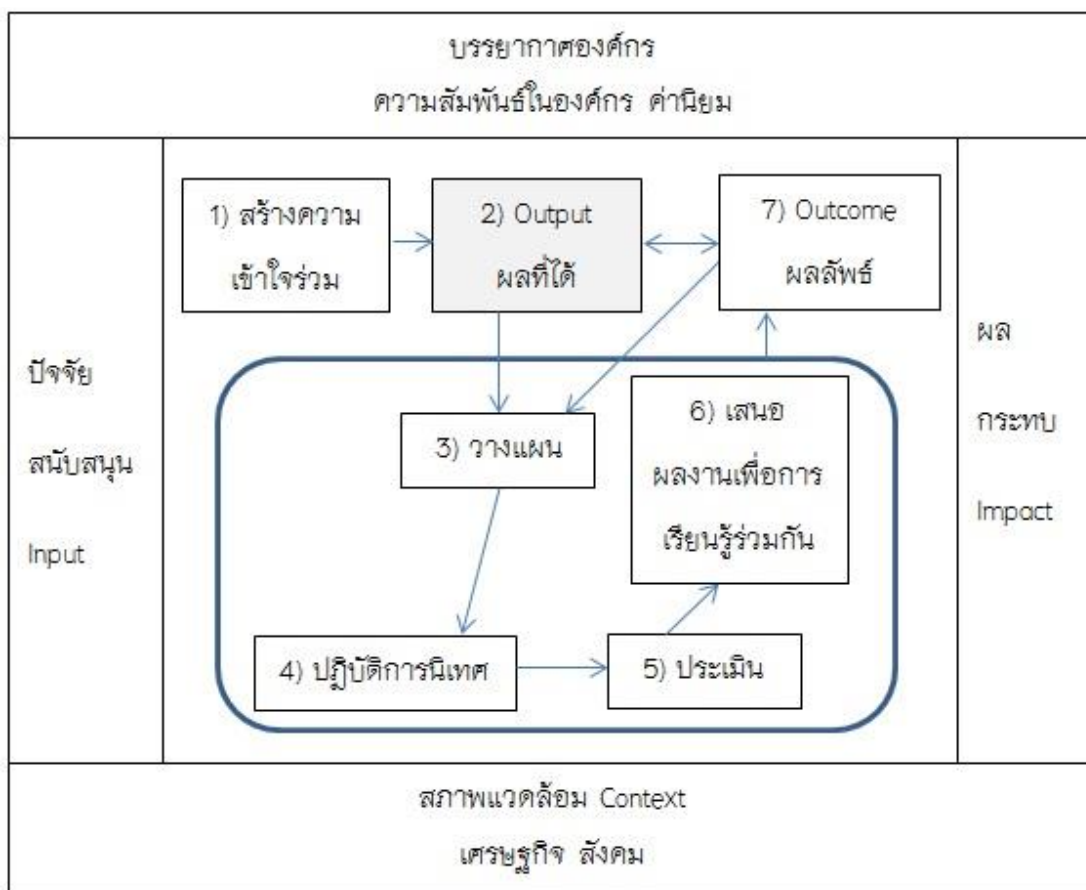 บรรยากาศองค์กร
ความสัมพันธ์ในองค์กร ค่านิยม
ปัจจัย
สนับสนุน
Input
1) สร้างความ
เข้าใจร่วม
2) Output
ผลที่ได้
7) Outcome
ผลลัพธ์
3) วางแผน
6) เสนอ
ผลงานเพื่อการ
เรียนรู้ร่วมกัน
4) ปฏิบัติการนิเทศ
5) ประเมิน
ผล
กระทบ
Impact
สภาพแวดล้อม Context
เศรษฐกิจ สังคม